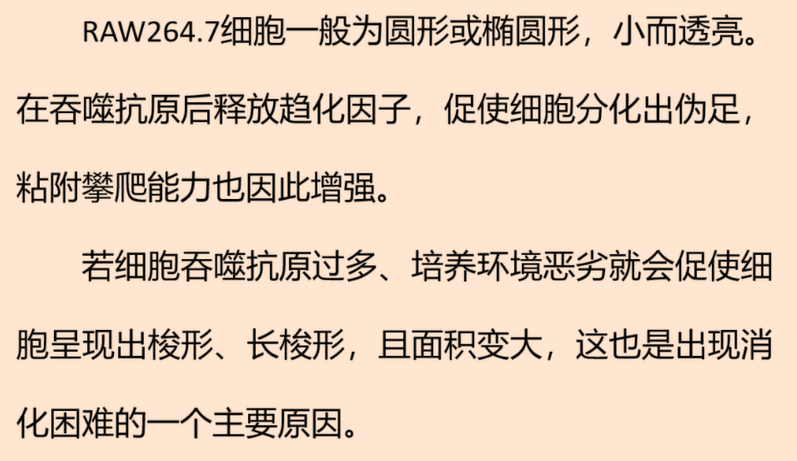 RAW264.7细胞一般为圆形或椭圆形，小而透亮。
在吞噬抗原后释放趋化因子，促使细胞分化出伪足，
粘附攀爬能力也因此增强。
若细胞吞噬抗原过多、培养环境恶劣就会促使细
胞呈现出梭形、长梭形，且面积变大，这也是出现消
化困难的一个主要原因。